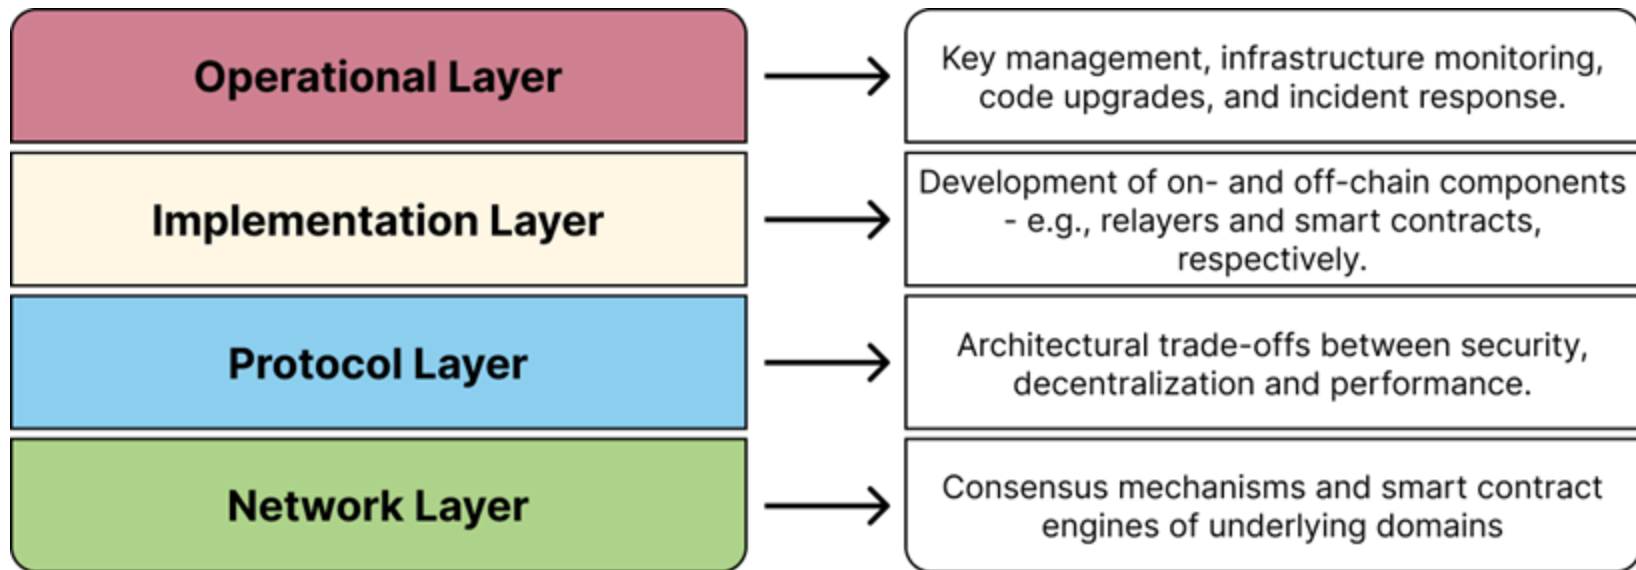 Operational Layer
Key management, infrastructure monitoring,
code upgrades, and incident response.
Implementation Layer
Development of on- and off-chain components
- e.g., relayers and smart contracts,
respectively.
Protocol Layer
Architectural trade-offs between security,
decentralization and performance.
Network Layer
Consensus mechanisms and smart contract
engines of underlying domains